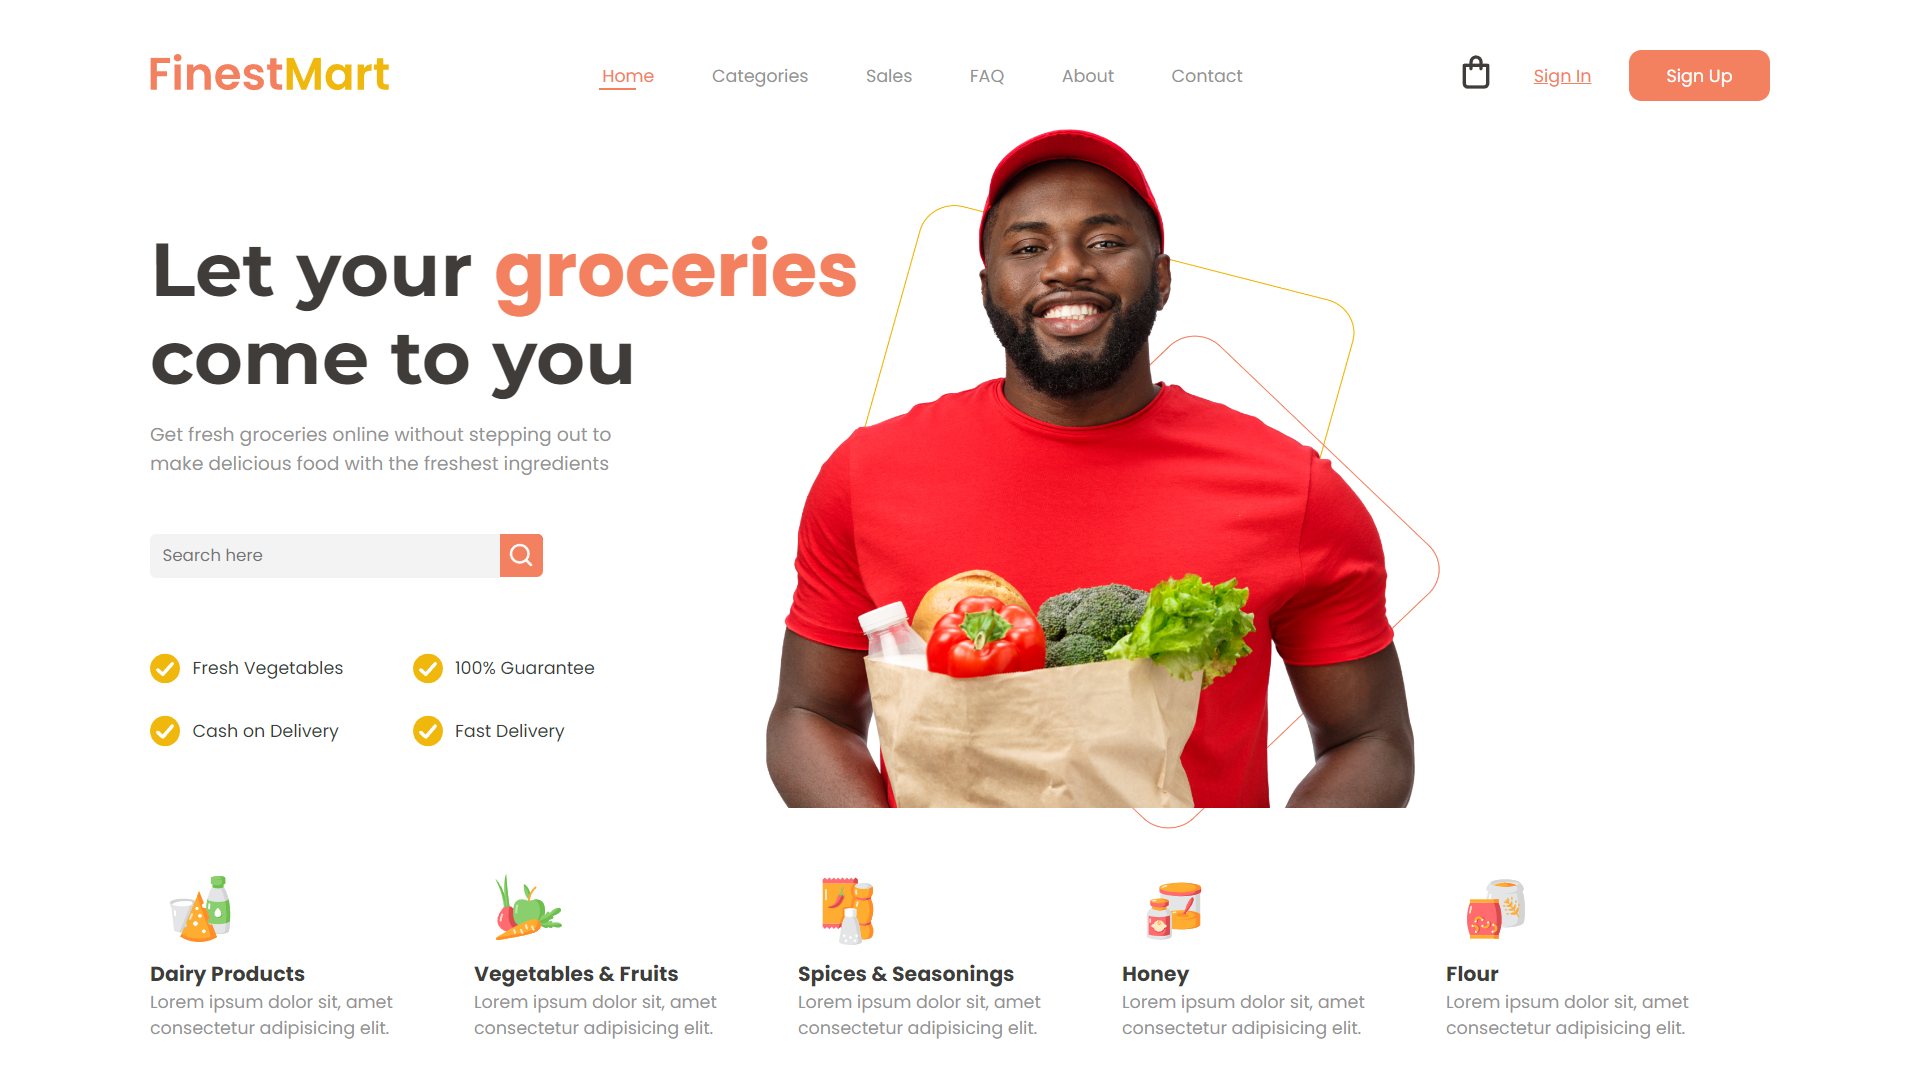 FinestMart
Home Categories Sales FAQ About Contact
Sign In
Sign Up
Let your groceries
come to you
Get fresh groceries online without stepping out to
make delicious food with the freshest ingredients
Search here
Fresh Vegetables
100% Guarantee
Cash on Delivery
Fast Delivery
Dairy Products
Lorem ipsum dolor sit, amet
consectetur adipisicing elit.
Vegetables & Fruits
Lorem ipsum dolor sit, amet
consectetur adipisicing elit.
Spices & Seasonings
Lorem ipsum dolor sit, amet
consectetur adipisicing elit.
Honey
Lorem ipsum dolor sit, amet
consectetur adipisicing elit.
Flour
Lorem ipsum dolor sit, amet
consectetur adipisicing elit.